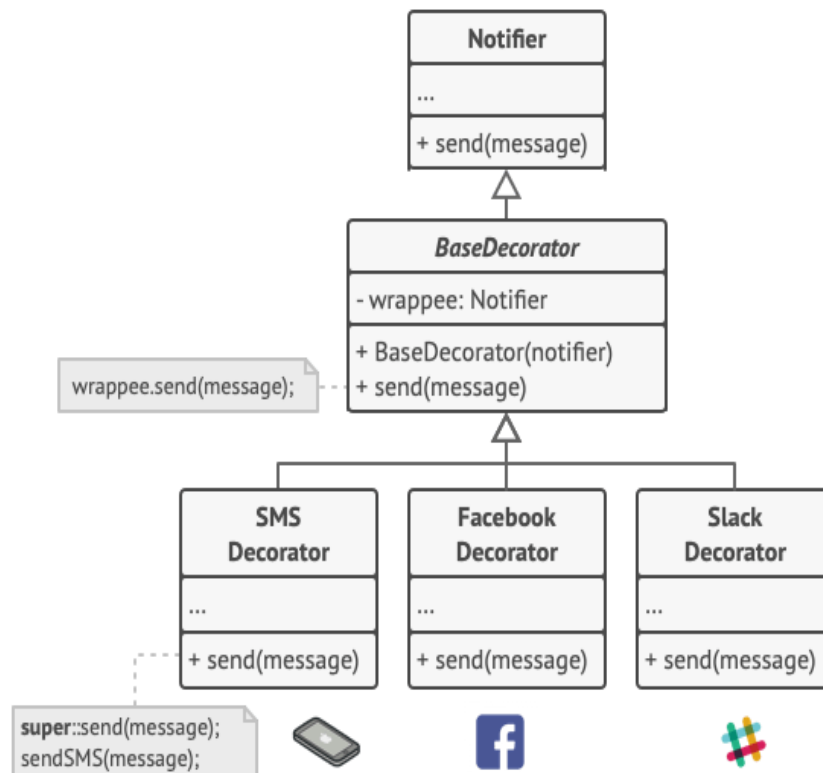 Notifier
...
+ send(message)
BaseDecorator
- wrappee: Notifier
+ BaseDecorator(notifier)
+ send(message)
wrappee.send(message);
SMS
Decorator
...
+ send(message)
Facebook
Decorator
...
+ send(message)
Slack
Decorator
...
+ send(message)
super::send(message);
sendSMS(message);